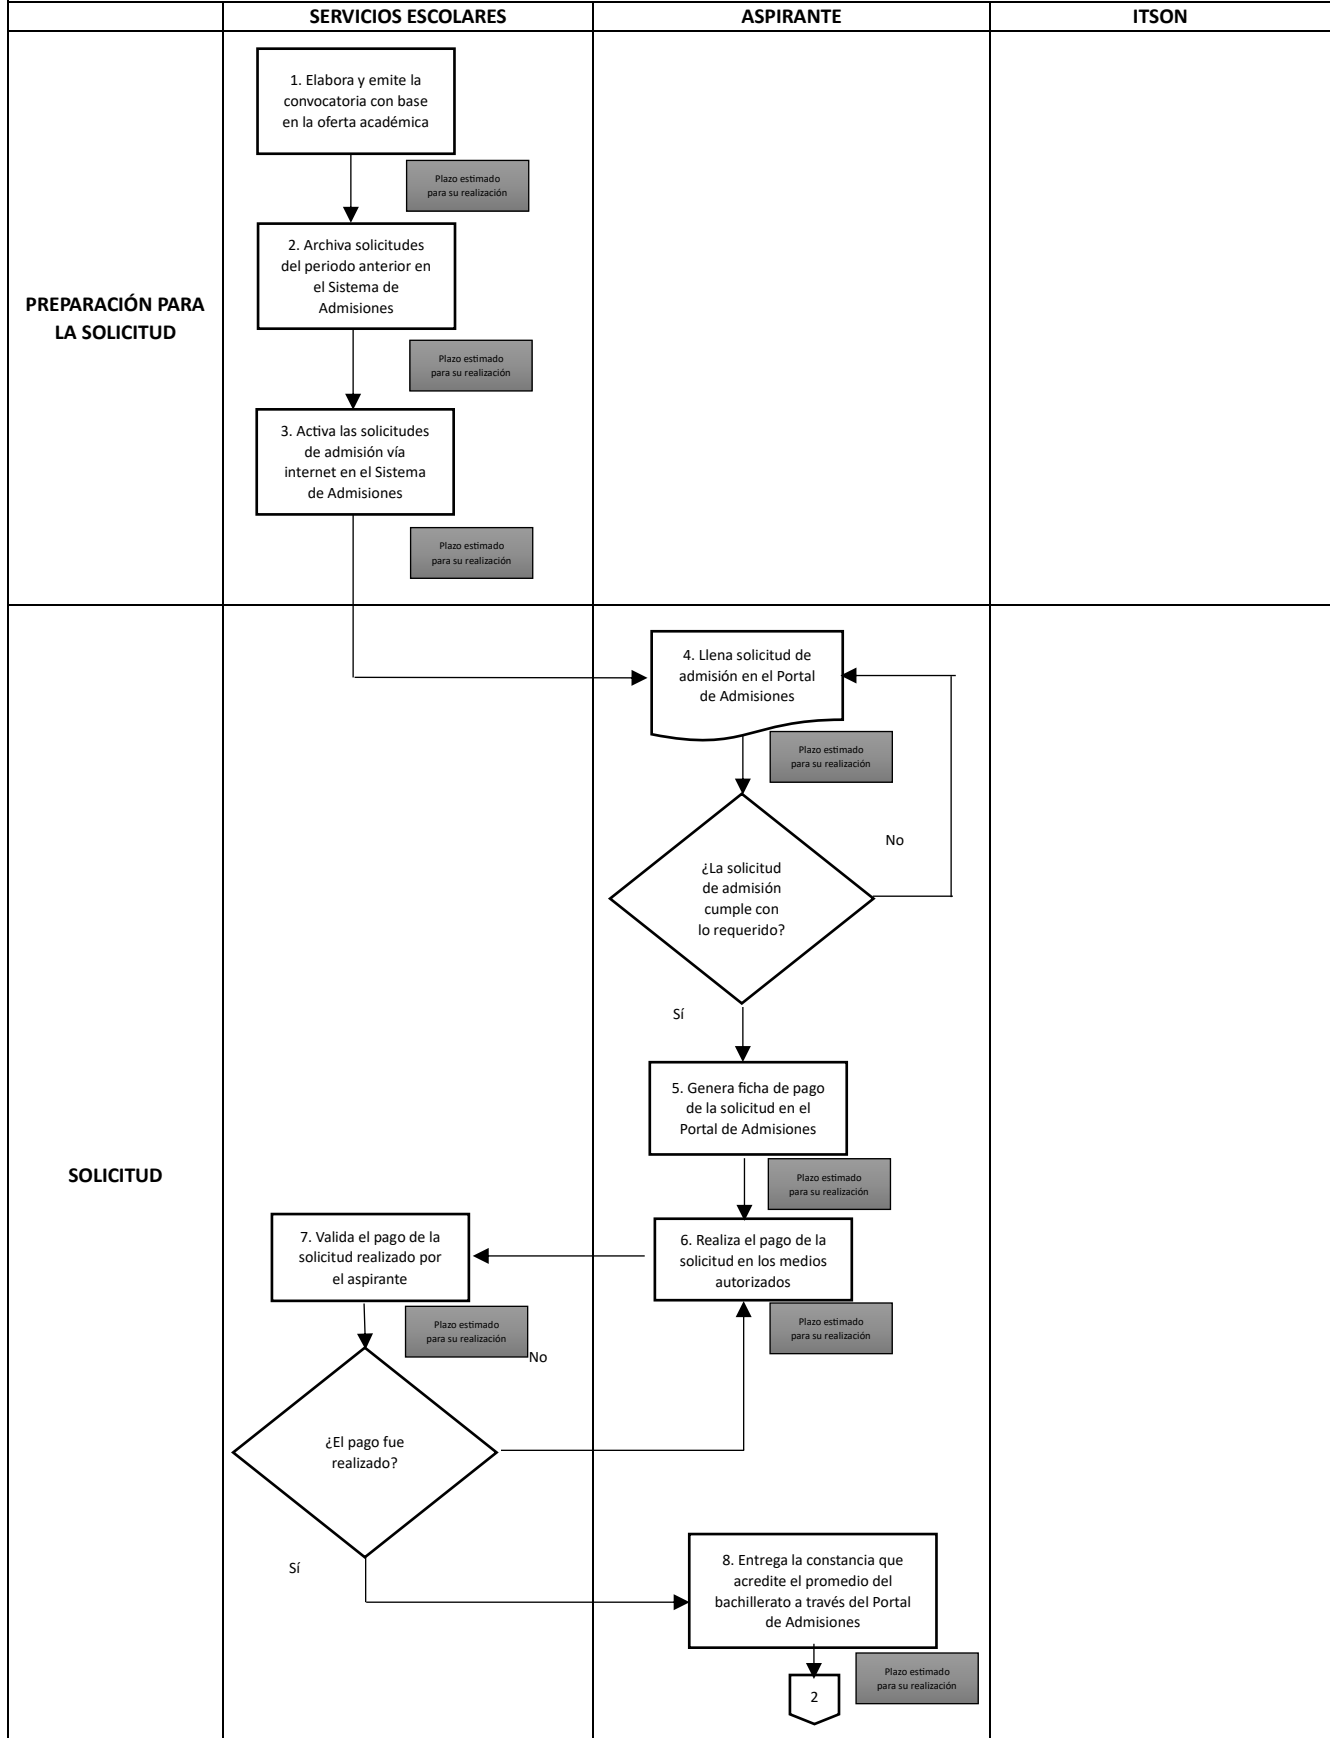 SERVICIOS ESCOLARES
ASPIRANTE
ITSON
PREPARACIÓN PARA
LA SOLICITUD
1. Elabora y emite la
convocatoria con base
en la oferta académica
Plazo estimado
para su realización
2. Archiva solicitudes
del periodo anterior en
el Sistema de
Admisiones
Plazo estimado
para su realización
3. Activa las solicitudes
de admisión vía
internet en el Sistema
de Admisiones
Plazo estimado
para su realización
SOLICITUD
4. Llena solicitud de
admisión en el Portal
de Admisiones
Plazo estimado
para su realización
No
¿La solicitud
de admisión
cumple con
lo requerido?
Sí
5. Genera ficha de pago
de la solicitud en el
Portal de Admisiones
Plazo estimado
para su realización
6. Realiza el pago de la
solicitud en los medios
autorizados
Plazo estimado
para su realización
7. Valida el pago de la
solicitud realizado por
el aspirante
Plazo estimado
para su realización
No
¿El pago fue
realizado?
Sí
8. Entrega la constancia que
acredite el promedio del
bachillerato a través del Portal
de Admisiones
Plazo estimado
para su realización
2